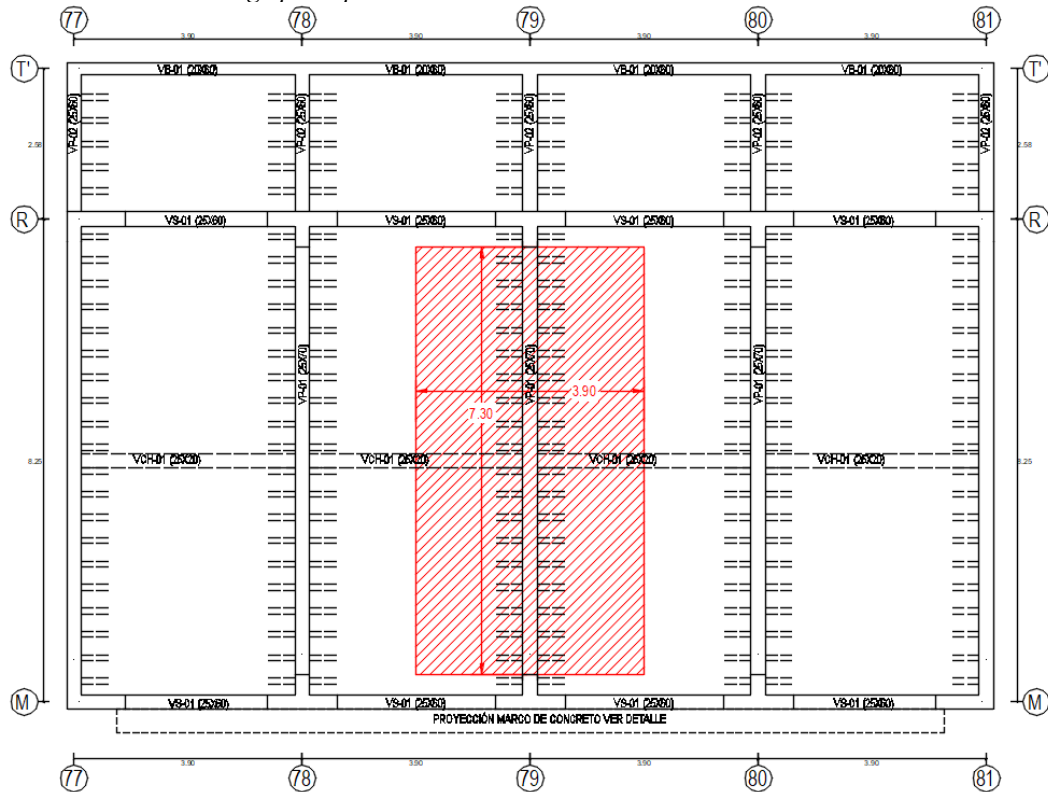 77 78 79 80 81
3.90 3.90 3.90
T' T'
VB-01 (20X60) VB-01 (20X60) VB-01 (20X60) VB-01 (20X60)
VP-02 (25X60) VP-02 (25X60) VP-02 (25X60) VP-02 (25X60) VP-02 (25X60)
2.58 2.58
R R
VS-01 (25X60) VS-01 (25X60) VS-01 (25X60) VS-01 (25X60)
VP-01 (25X70) VP-01 (25X70) VP-01 (25X70)
3.90
7.30
8.25 8.25
VCH-01 (25X20) VCH-01 (25X20) VCH-01 (25X20) VCH-01 (25X20)
M M
VS-01 (25X60) VS-01 (25X60) VS-01 (25X60) VS-01 (25X60)
PROYECCIÓN MARCO DE CONCRETO VER DETALLE
3.90 3.90 3.90 3.90
77 78 79 80 81